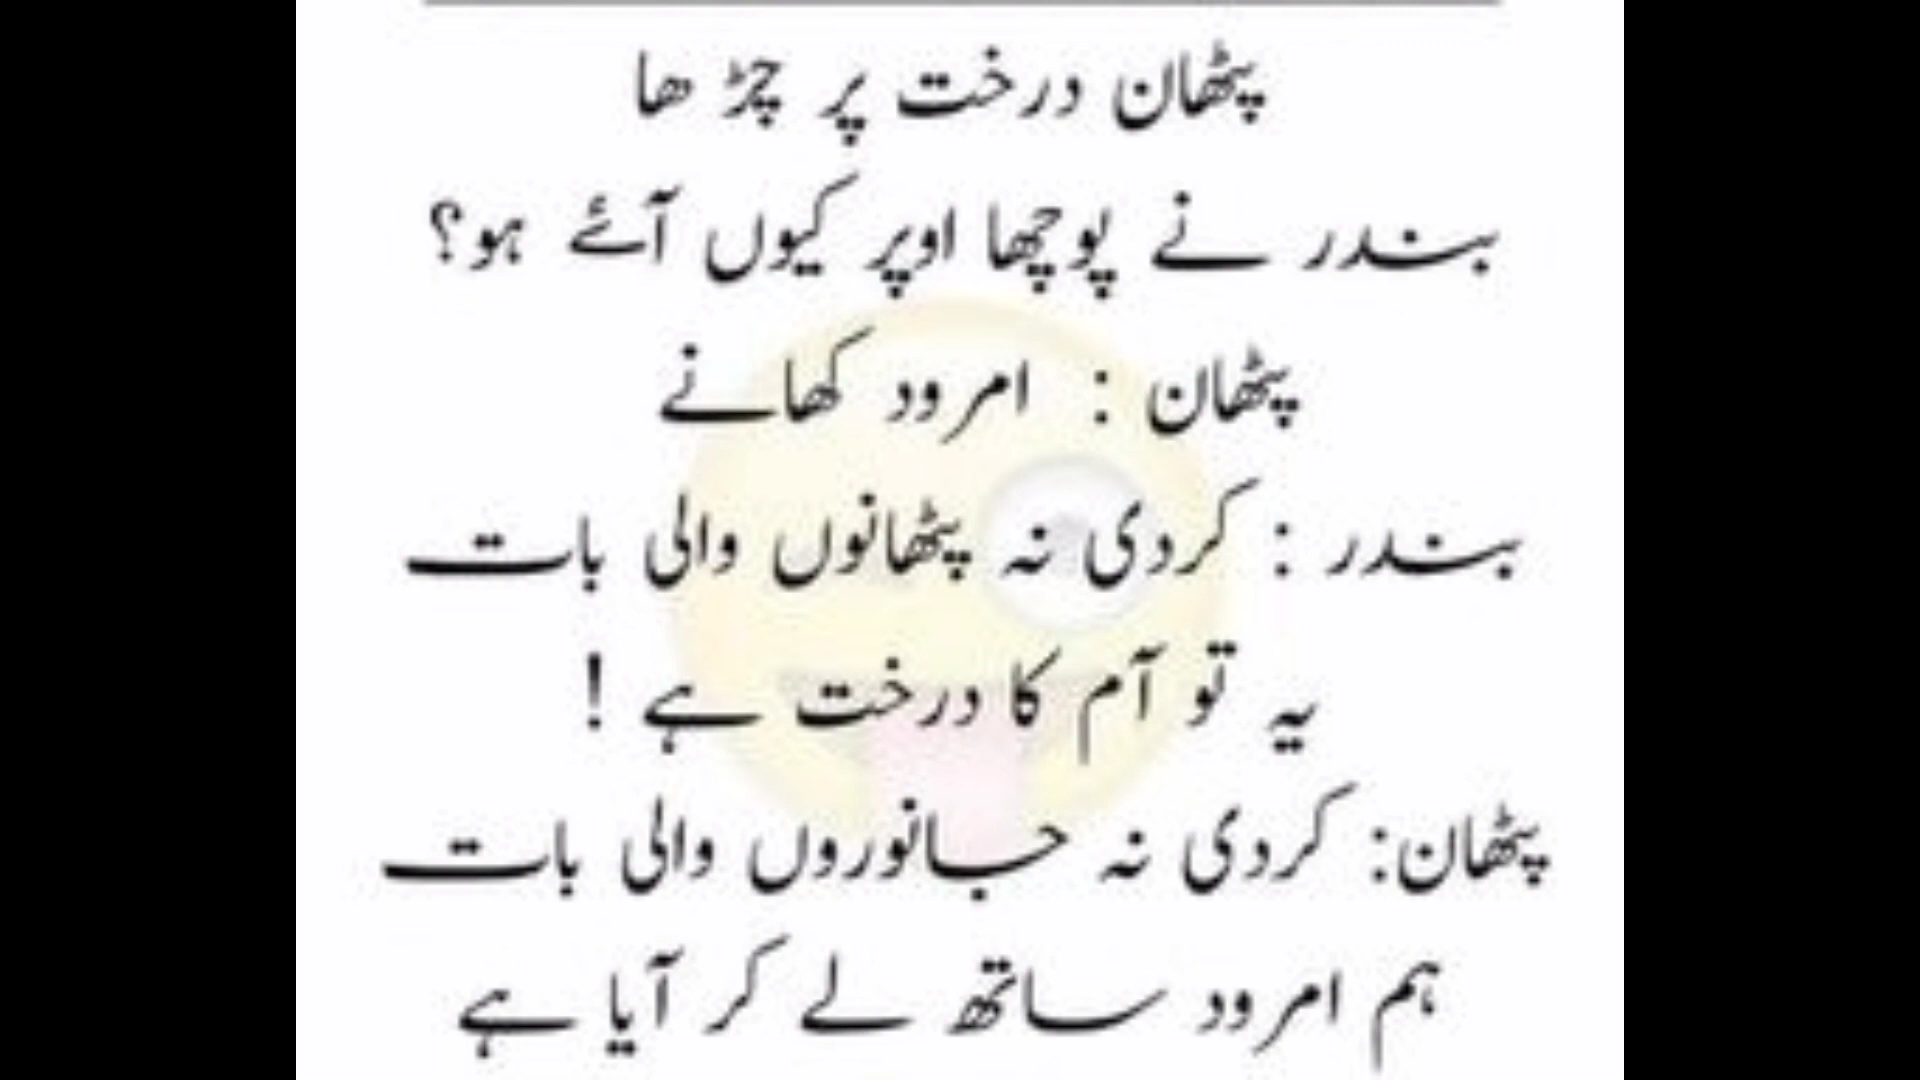 پٹھان درخت پر چڑھا
بندر نے پوچھا اوپر کیوں آئے ہو؟
پٹھان : امرود کھانے
بندر : کردی نہ پٹھانوں والی بات
یہ تو آم کا درخت ہے !
پٹھان: کردی نہ جانوروں والی بات
ہم امرود ساتھ لے کر آیا ہے